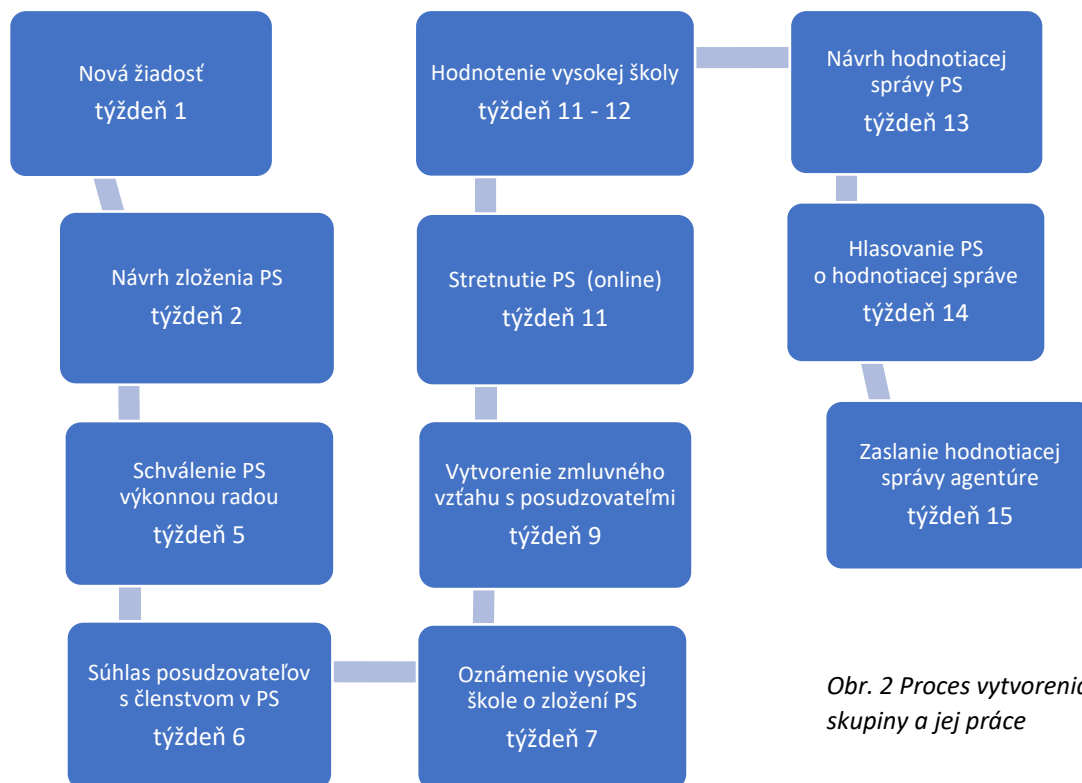 Nová žiadosť
týždeň 1
Návrh zloženia PS
týždeň 2
Schválenie PS
výkonnou radou
týždeň 5
Súhlas posudzovateľov
s členstvom v PS
týždeň 6
Oznámenie vysokej
škole o zložení PS
týždeň 7
Vytvorenie zmluvného
vzťahu s posudzovateľmi
týždeň 9
Stretnutie PS (online)
týždeň 11
Hodnotenie vysokej školy
týždeň 11 - 12
Návrh hodnotiacej
správy PS
týždeň 13
Hlasovanie PS
o hodnotiacej správe
týždeň 14
Zaslanie hodnotiacej
správy agentúre
týždeň 15
Obr. 2 Proces vytvorenia
skupiny a jej práce